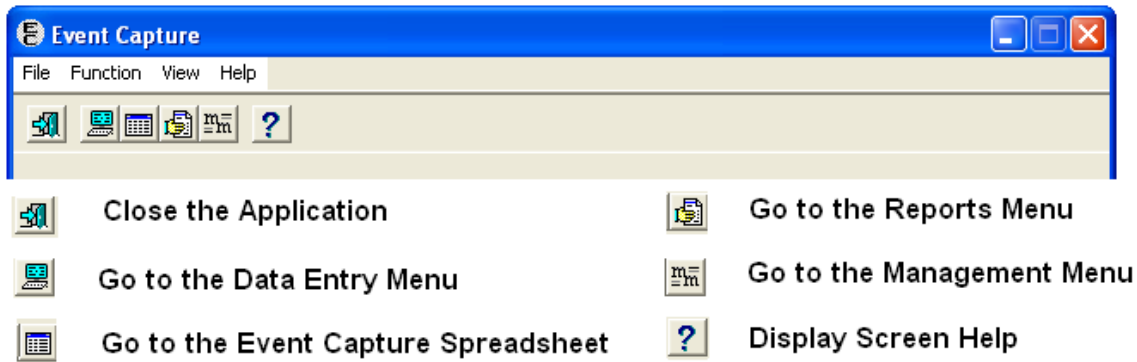 Event Capture
File Function View Help
Close the Application
Go to the Reports Menu
Go to the Data Entry Menu
Go to the Management Menu
Go to the Event Capture Spreadsheet
Display Screen Help